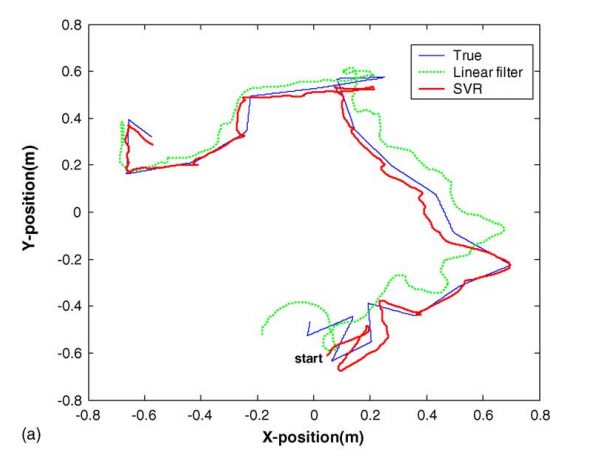 0.8
0.6
0.4
0.2
0
-0.2
-0.4
-0.6
-0.8
Y-position(m)
True
Linear filter
SVR
start
-0.8 -0.6 -0.4 -0.2 0 0.2 0.4 0.6 0.8
X-position(m)
(a)